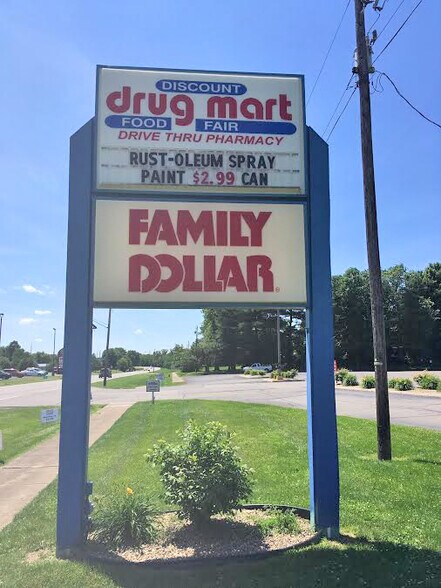 DISCOUNT
drug mart
FOOD FAIR
DRIVE THRU PHARMACY
RUST-OLEUM SPRAY
PAINT $2.99 CAN
FAMILY
DOLLAR®